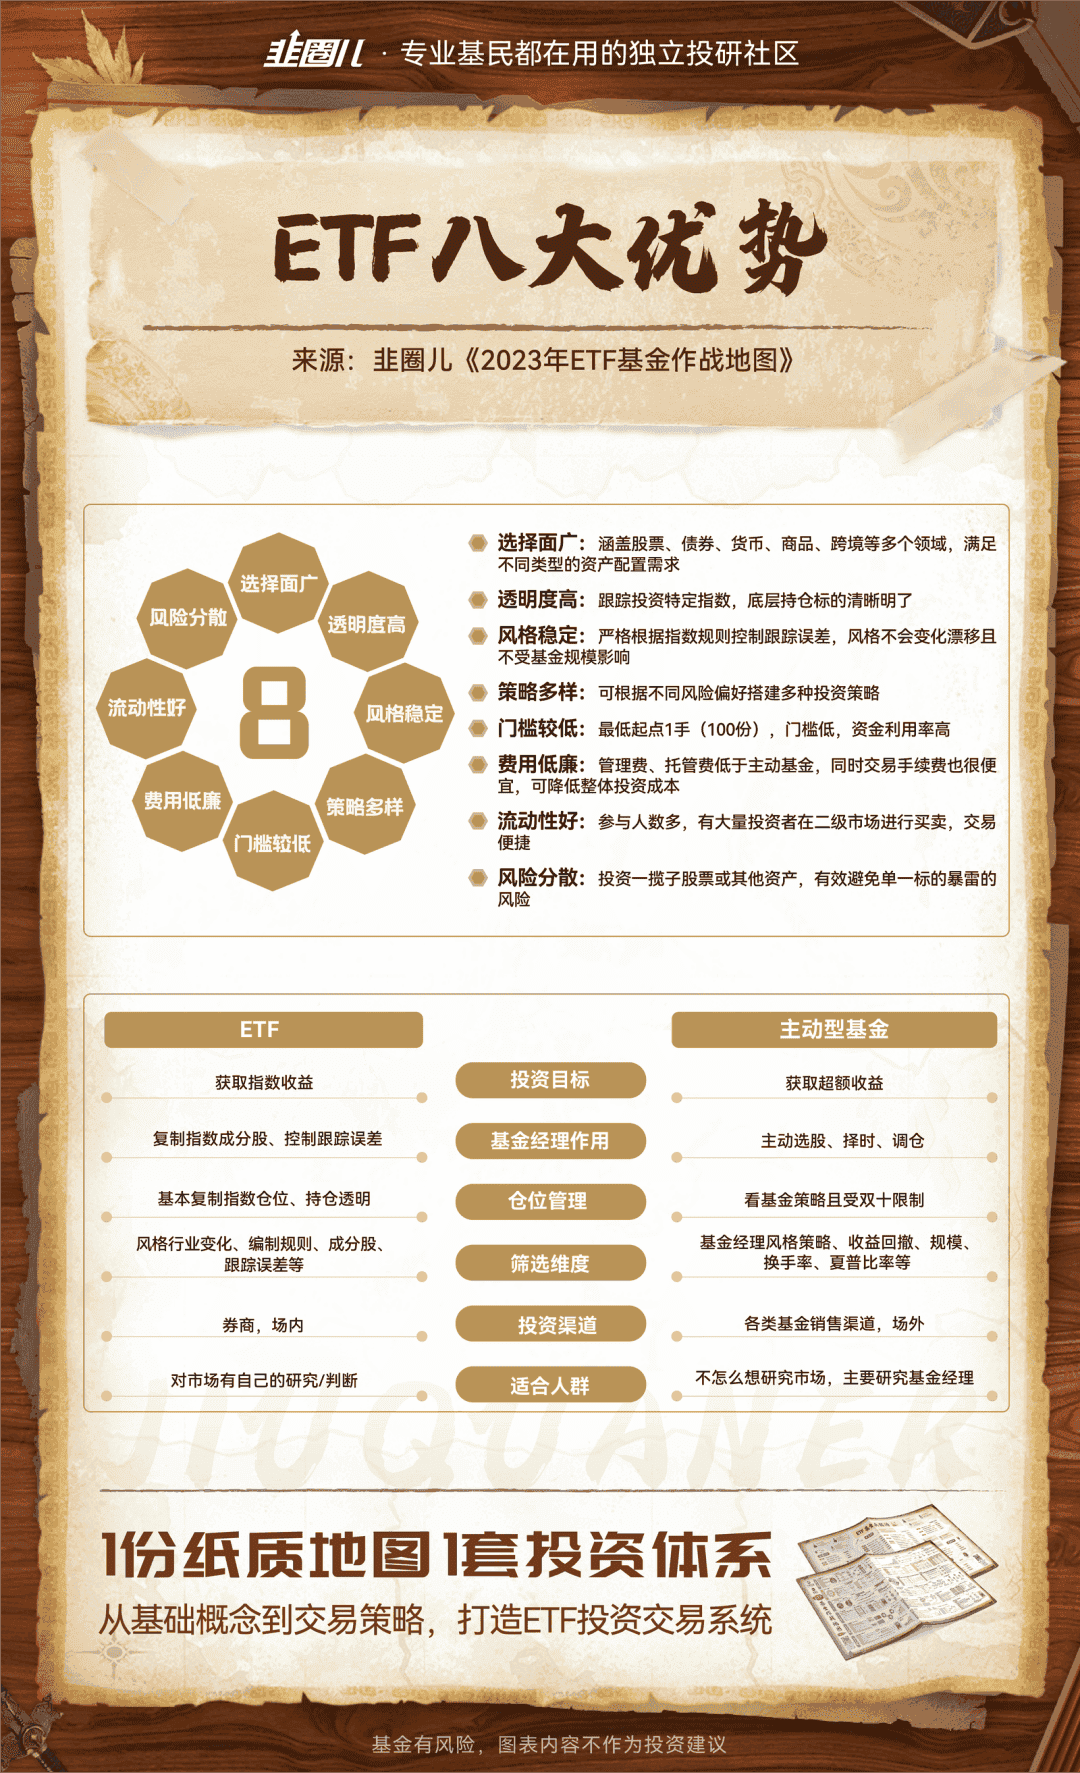 韭圈儿 · 专业基民都在用的独立投研社区
ETF八大优势
来源：韭圈儿《2023年ETF基金作战地图》
选择面广
风险分散
透明度高
流动性好
8
风格稳定
费用低廉
策略多样
门槛较低
选择面广：涵盖股票、债券、货币、商品、跨境等多个领域，满足
不同类型的资产配置需求
透明度高：跟踪投资特定指数，底层持仓标的清晰明了
风格稳定：严格根据指数规则控制跟踪误差，风格不会变化漂移且
不受基金规模影响
策略多样：可根据不同风险偏好搭建多种投资策略
门槛较低：最低起点1手（100份），门槛低，资金利用率高
费用低廉：管理费、托管费低于主动基金，同时交易手续费也很便
宜，可降低整体投资成本
流动性好：参与人数多，有大量投资者在二级市场进行买卖，交易
便捷
风险分散：投资一揽子股票或其他资产，有效避免单一标的暴雷的
风险
ETF
主动型基金
获取指数收益
投资目标
获取超额收益
复制指数成分股、控制跟踪误差
基金经理作用
主动选股、择时、调仓
基本复制指数仓位、持仓透明
仓位管理
看基金策略且受双十限制
风格行业变化、编制规则、成分股、
跟踪误差等
筛选维度
基金经理风格策略、收益回撤、规模、
换手率、夏普比率等
券商，场内
投资渠道
各类基金销售渠道，场外
对市场有自己的研究/判断
适合人群
不怎么想研究市场，主要研究基金经理
JIUQUANER
1份纸质地图 1套投资体系
从基础概念到交易策略，打造ETF投资交易系统
基金有风险，图表内容不作为投资建议